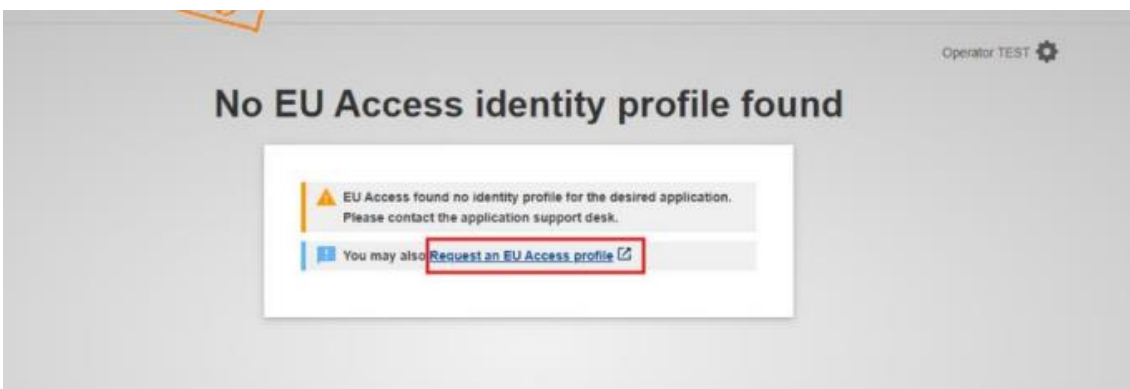 Operator TEST
No EU Access identity profile found
EU Access found no identity profile for the desired application.
Please contact the application support desk.
You may also Request an EU Access profile